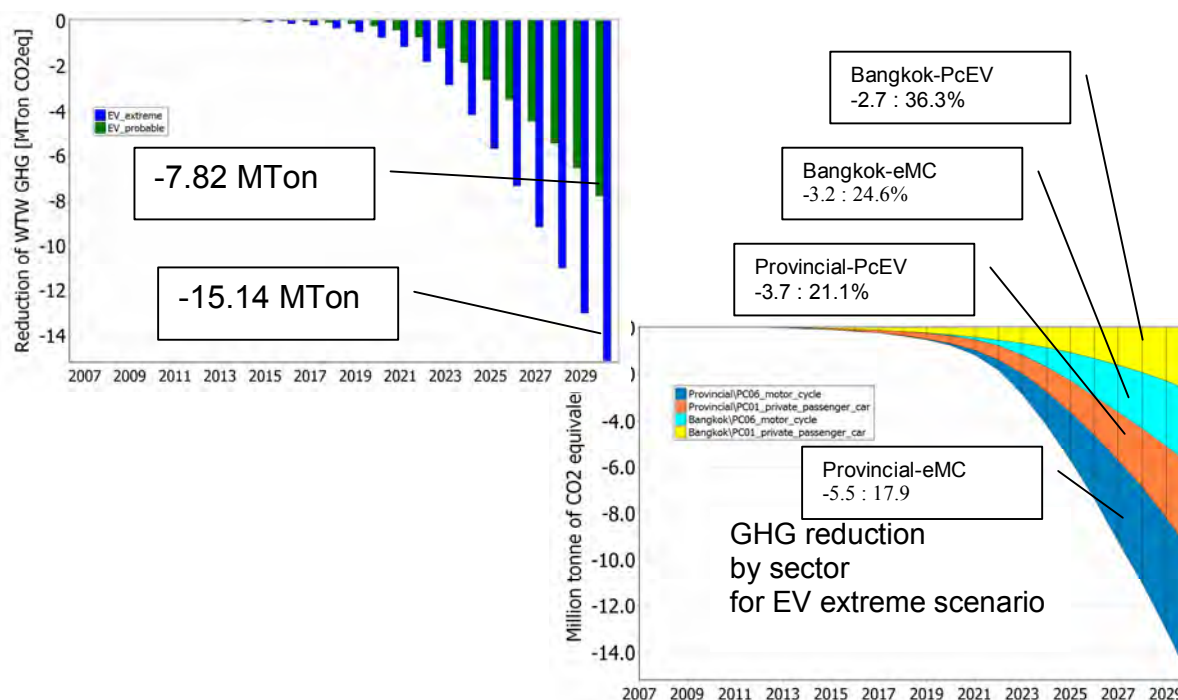 Reduction of WTW GHG [MTon CO2eq]
0
-2
-4
-6
-8
-10
-12
-14
EV_extreme
EV_probable
-7.82 MTon
-15.14 MTon
2007 2009 2011 2013 2015 2017 2019 2021 2023 2025 2027 2029
Bangkok-PcEV
-2.7 : 36.3%
Bangkok-eMC
-3.2 : 24.6%
Provincial-PcEV
-3.7 : 21.1%
Provincial\PC06_motor_cycle
Provincial\PC01_private_passenger_car
Bangkok\PC06_motor_cycle
Bangkok\PC01_private_passenger_car
Provincial-eMC
-5.5 : 17.9
GHG reduction
by sector
for EV extreme scenario
Million tonne of CO2
-4.0
-6.0
-8.0
-10.0
-12.0
-14.0
2007 2009 2011 2013 2015 2017 2019 2021 2023 2025 2027 2029